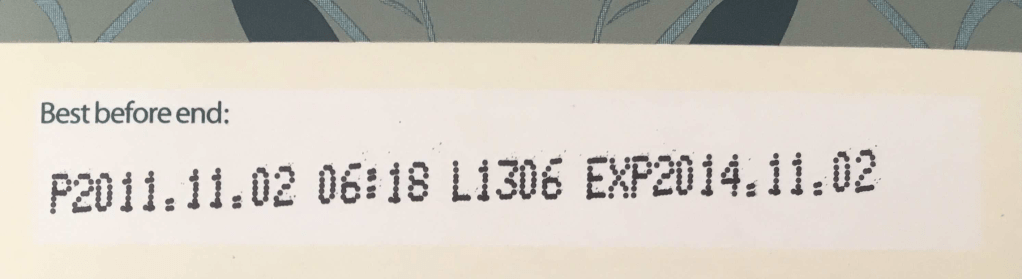 Best before end:
P2011.11.02 06:18 L1306 EXP2014.11.02